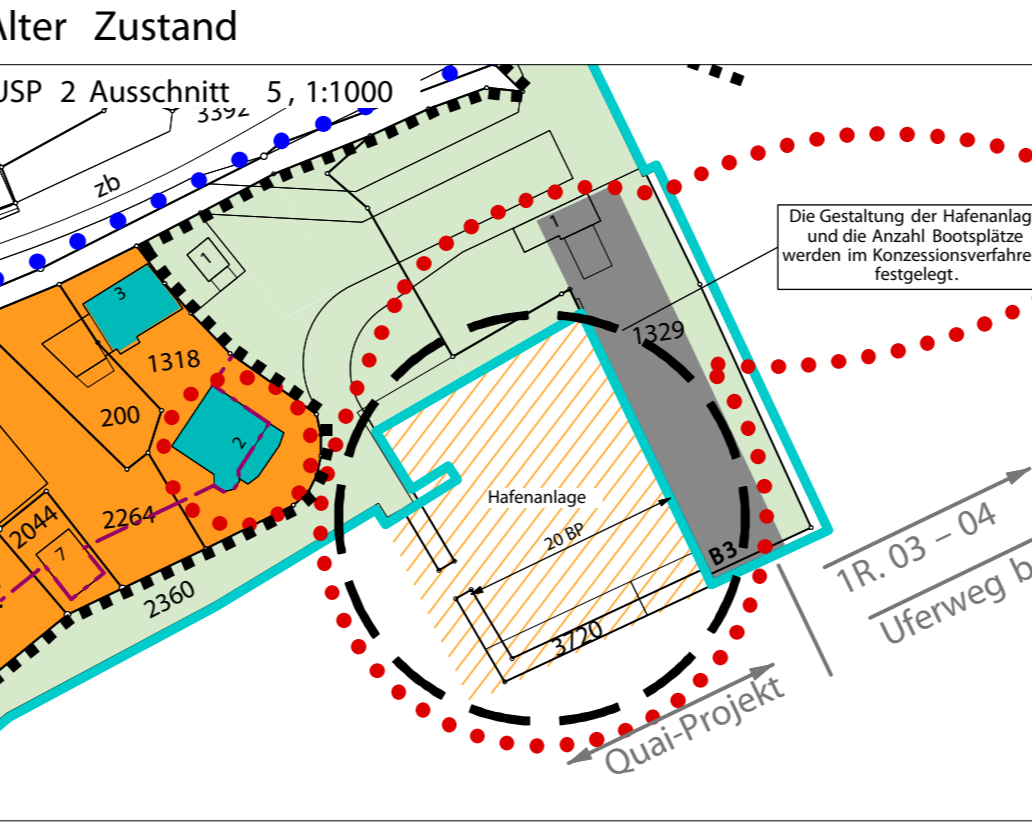 Alter Zustand
USP 2 Ausschnitt 5, 1:1000
3392
zb
1
3
1318
200
2
2044
7
2264
2360
1
1329
Die Gestaltung der Hafenanlag
und die Anzahl Bootsplätze
werden im Konzessionsverfahre
festgelegt.
Hafenanlage
20 BP
B3
3720
1R. 03 – 04
Uferweg b
Quai-Projekt